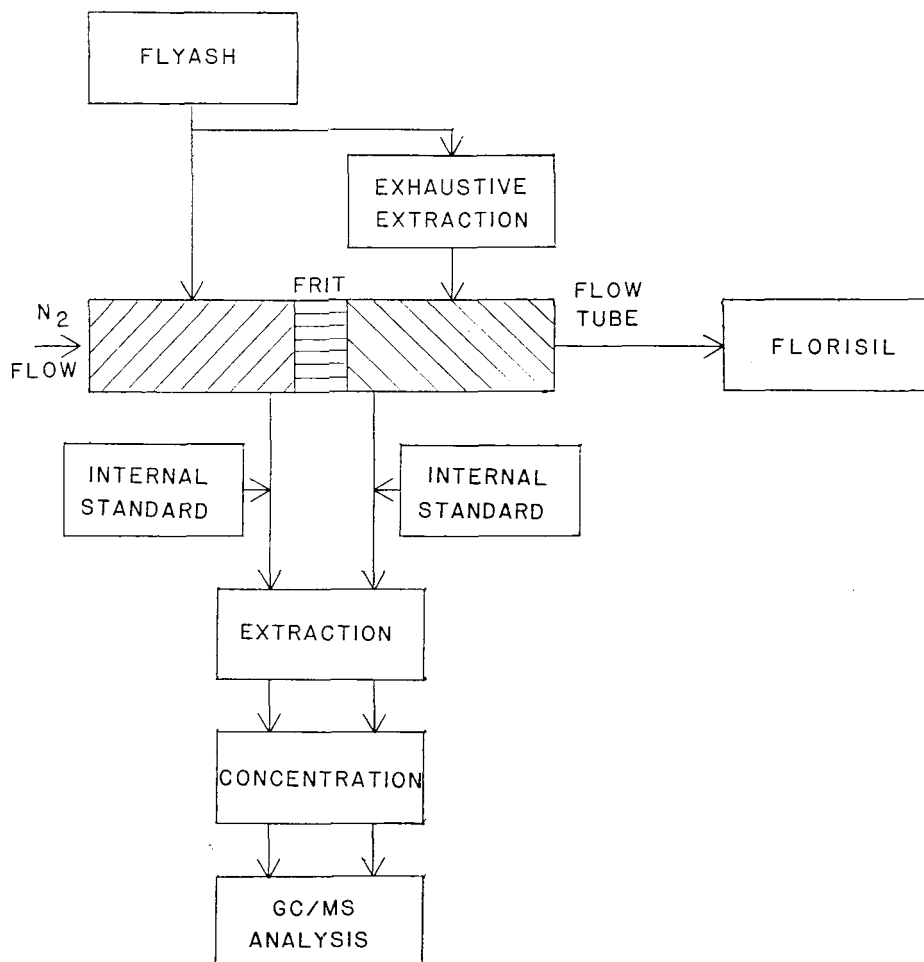 FLYASH
EXHAUSTIVE
EXTRACTION
FRIT
FLOW
TUBE
N2
FLOW
FLORISIL
INTERNAL
STANDARD
INTERNAL
STANDARD
EXTRACTION
CONCENTRATION
GC/MS
ANALYSIS